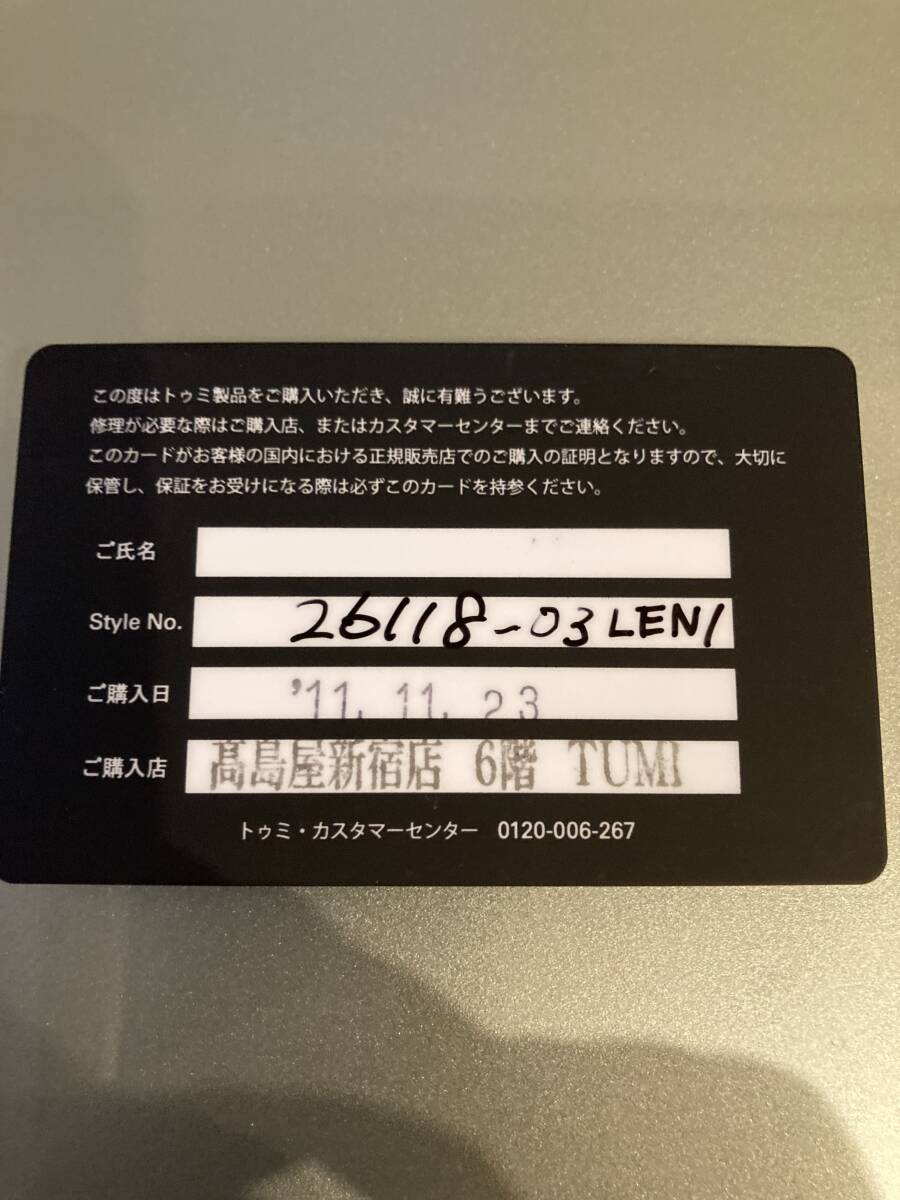 この度はトゥミ製品をご購入いただき、誠に有難うございます。
修理が必要な際はご購入店、またはカスタマーセンターまでご連絡ください。
このカードがお客様の国内における正規販売店でのご購入の証明となりますので、大切に
保管し、保証をお受けになる際は必ずこのカードを持参ください。
ご氏名
Style No. 26118-03 LENI
ご購入日 '11. 11. 23
ご購入店 髙島屋新宿店 6階 TUMI
トゥミ・カスタマーセンター 0120-006-267